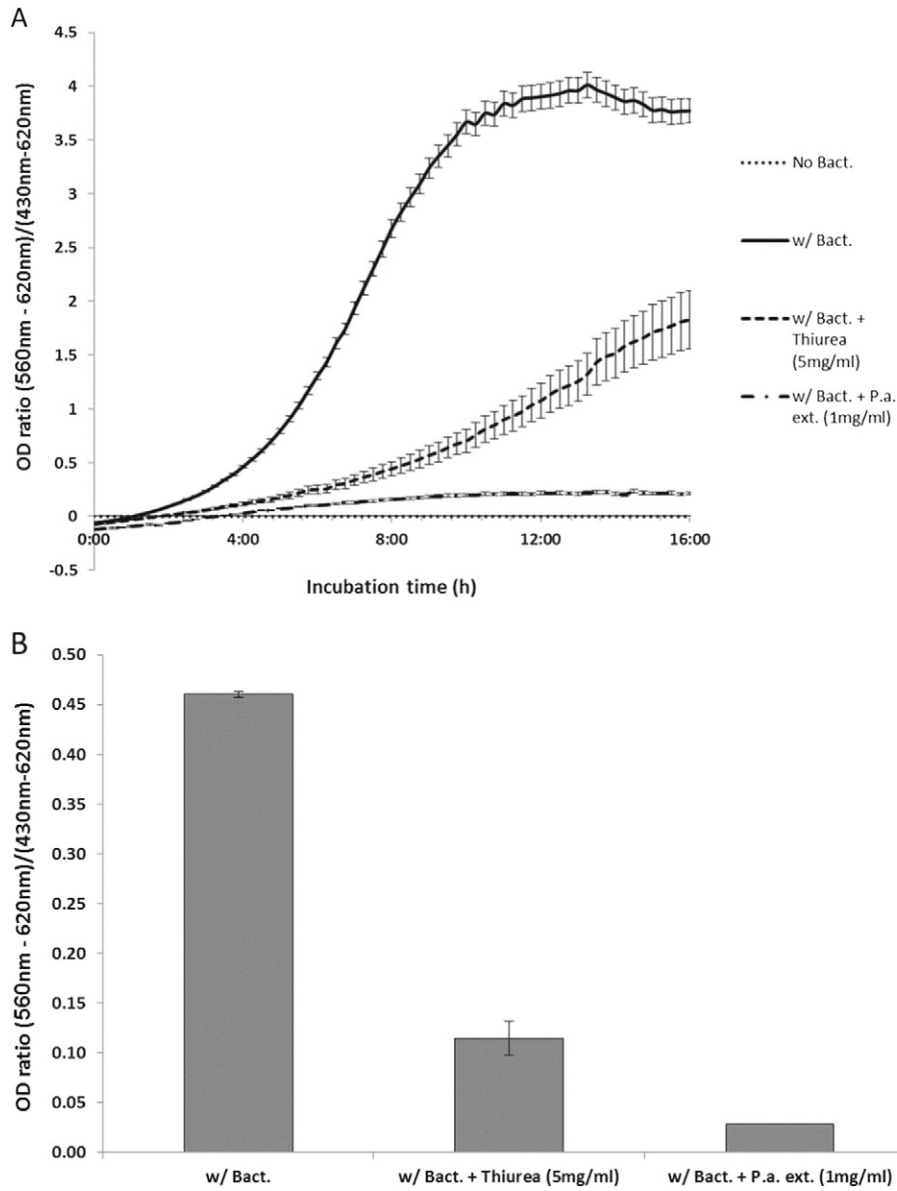 A
OD ratio (560nm - 620nm)/(430nm-620nm)
4.5
4
3.5
3
2.5
2
1.5
1
0.5
0
-0.5
0:00
4:00
8:00
12:00
16:00
Incubation time (h)
No Bact.
w/ Bact.
w/ Bact. +
Thiurea
(5mg/ml)
w/ Bact. + P.a.
ext. (1mg/ml)
B
OD ratio (560nm - 620nm)/(430nm-620nm)
0.50
0.45
0.40
0.35
0.30
0.25
0.20
0.15
0.10
0.05
0.00
w/ Bact.
w/ Bact. + Thiurea (5mg/ml)
w/ Bact. + P.a. ext. (1mg/ml)